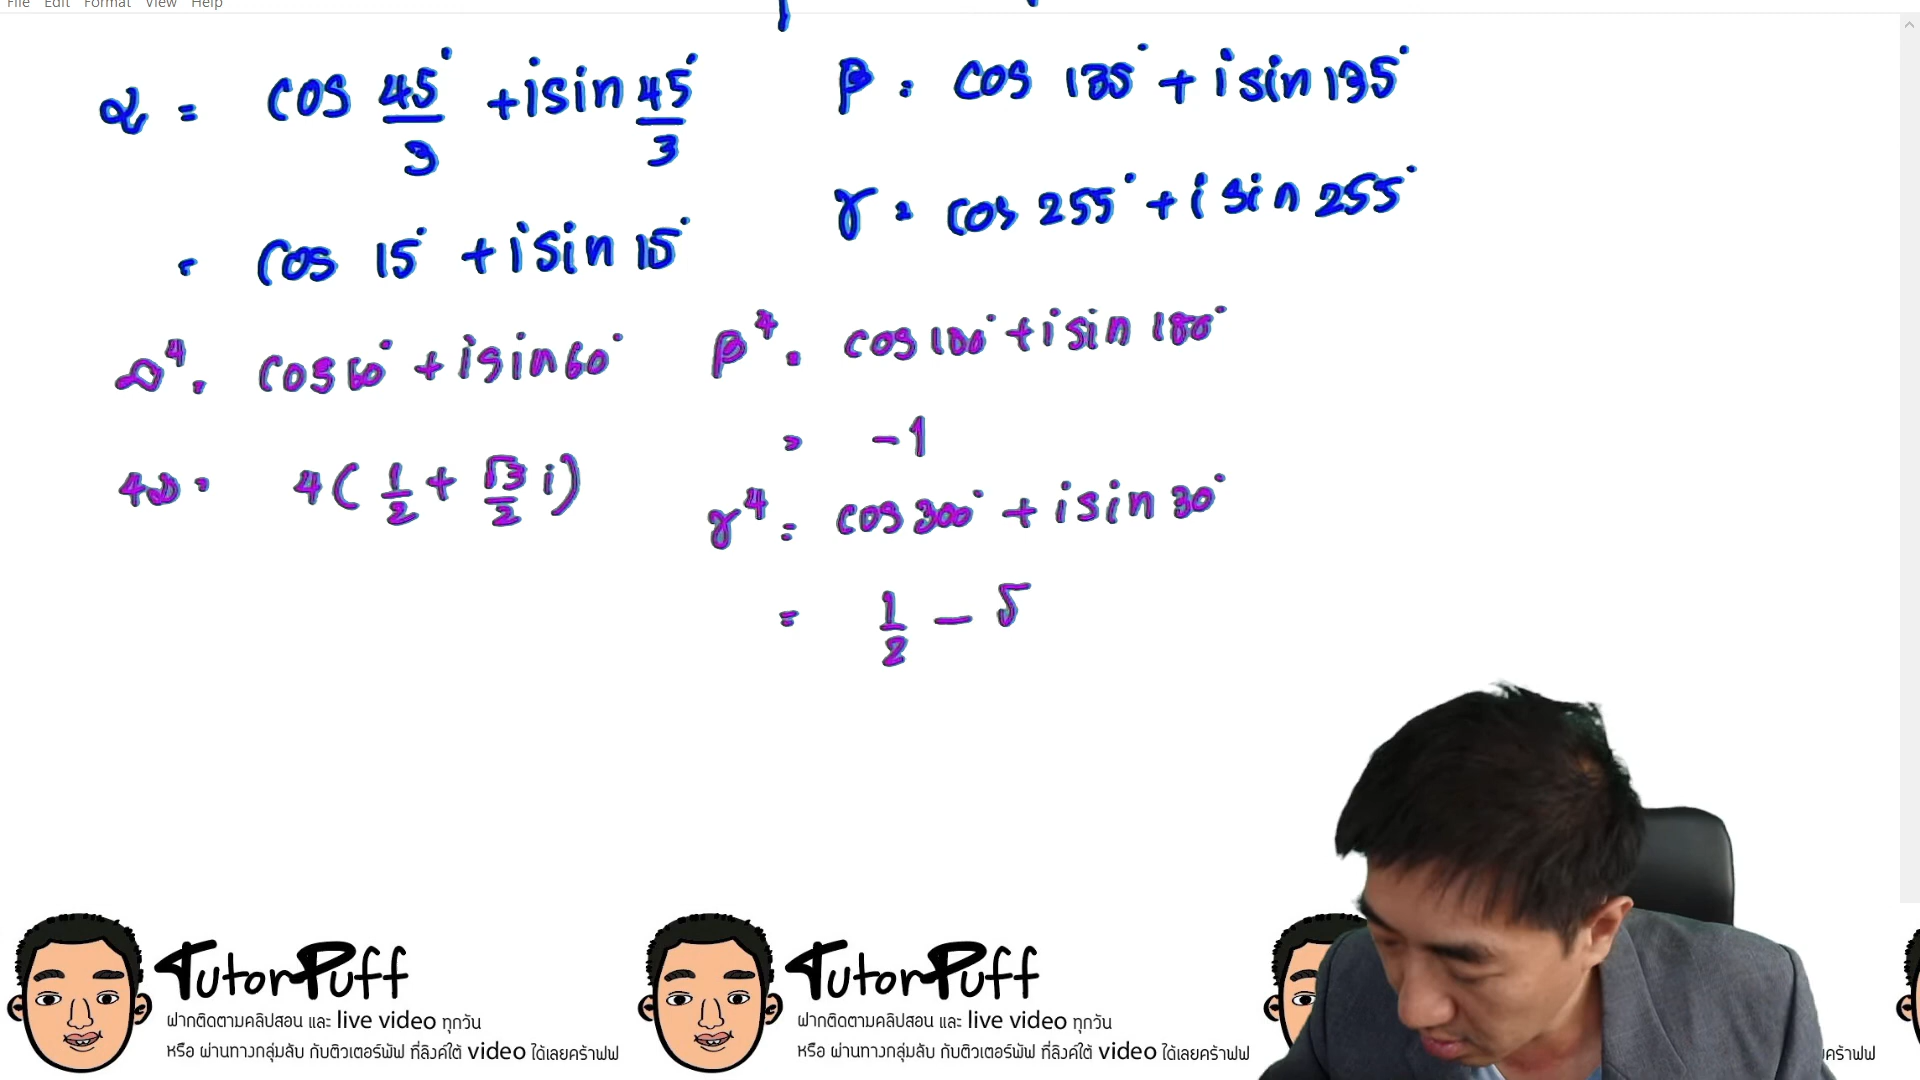 File Edit Format View Help
α = cos 45°/3 + i sin 45°/3
= cos 15° + i sin 15°
β = cos 135° + i sin 135°
γ = cos 255° + i sin 255°
α⁴ = cos 60° + i sin 60°
4α = 4(1/2 + √3/2 i)
β⁴ = cos 180° + i sin 180°
= -1
γ⁴ = cos 300° + i sin 30°
= 1/2 - √
TutorPuff
ฝากติดตามคลิปสอน และ live video ทุกวัน
หรือ ผ่านทางกลุ่มลับ กับติวเตอร์พัฟ ที่ลิงค์ใต้ video ได้เลยคร้าฟฟ
TutorPuff
ฝากติดตามคลิปสอน และ live video ทุกวัน
หรือ ผ่านทางกลุ่มลับ กับติวเตอร์พัฟ ที่ลิงค์ใต้ video ได้เลยคร้าฟฟ
ยคร้าฟฟ